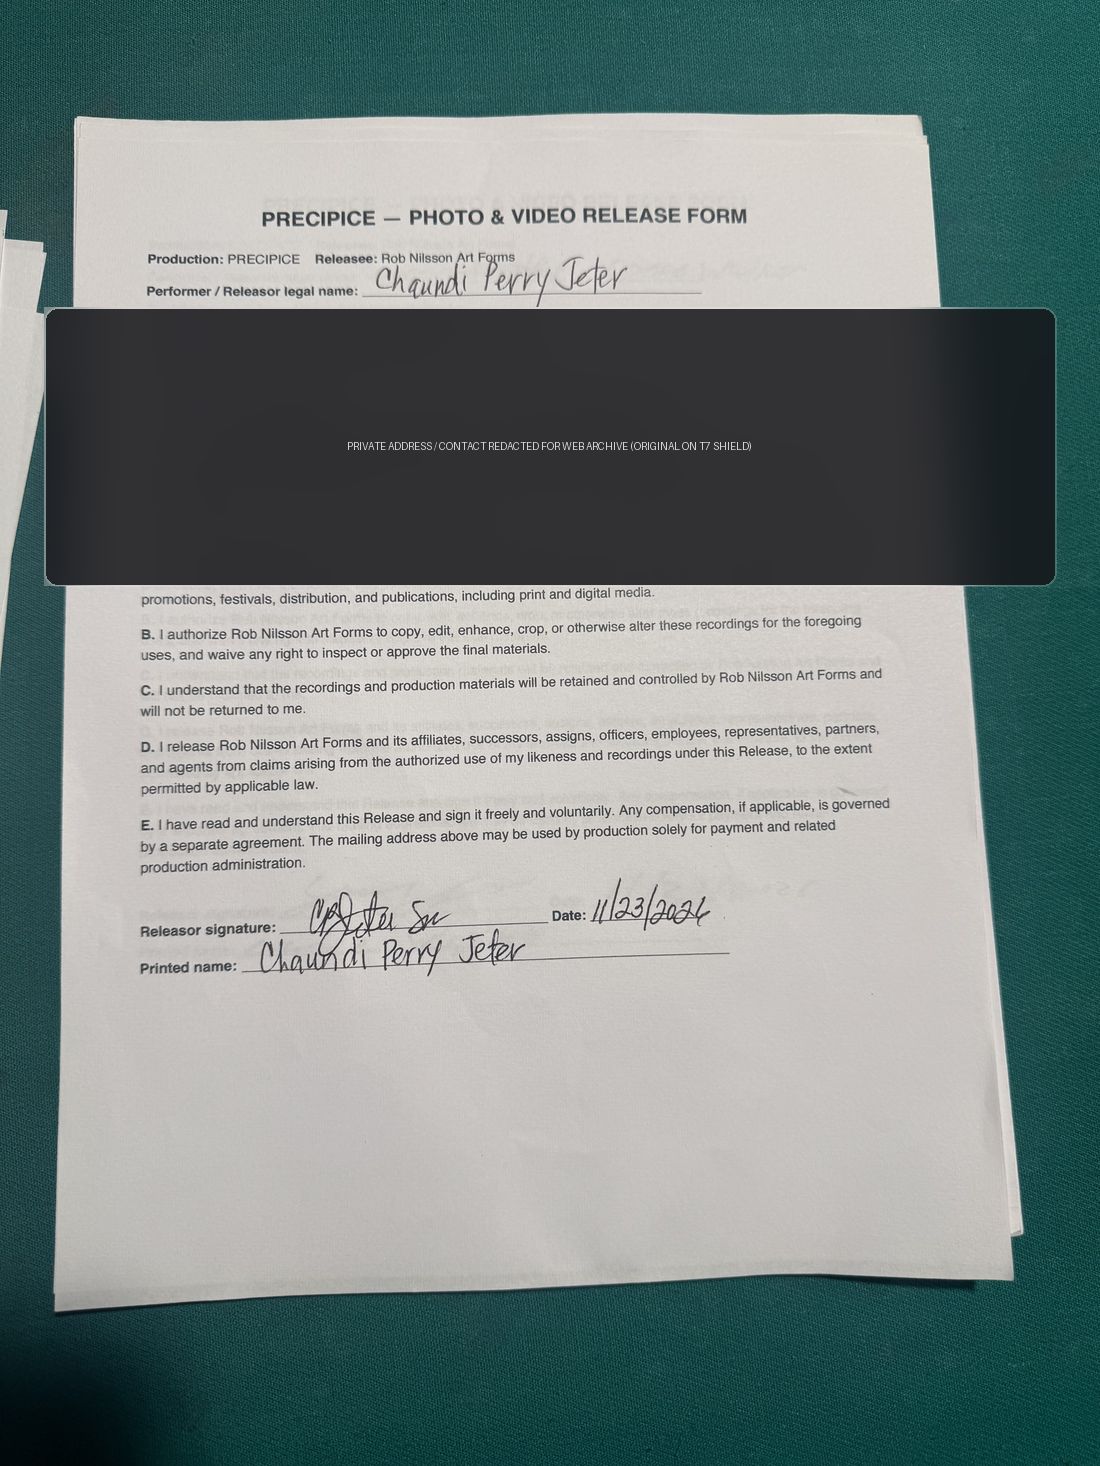 PRECIPICE — PHOTO & VIDEO RELEASE FORM
Production: PRECIPICE Releasee: Rob Nilsson Art Forms
Performer / Releasor legal name: Chaundi Perry Jeter
PRIVATE ADDRESS / CONTACT REDACTED FOR WEB ARCHIVE (ORIGINAL ON T7 SHIELD)
promotions, festivals, distribution, and publications, including print and digital media.
B. I authorize Rob Nilsson Art Forms to copy, edit, enhance, crop, or otherwise alter these recordings for the foregoing
uses, and waive any right to inspect or approve the final materials.
C. I understand that the recordings and production materials will be retained and controlled by Rob Nilsson Art Forms and
will not be returned to me.
D. I release Rob Nilsson Art Forms and its affiliates, successors, assigns, officers, employees, representatives, partners,
and agents from claims arising from the authorized use of my likeness and recordings under this Release, to the extent
permitted by applicable law.
E. I have read and understand this Release and sign it freely and voluntarily. Any compensation, if applicable, is governed
by a separate agreement. The mailing address above may be used by production solely for payment and related
production administration.
Releasor signature: Date: 11/23/2026
Printed name: Chaundi Perry Jeter